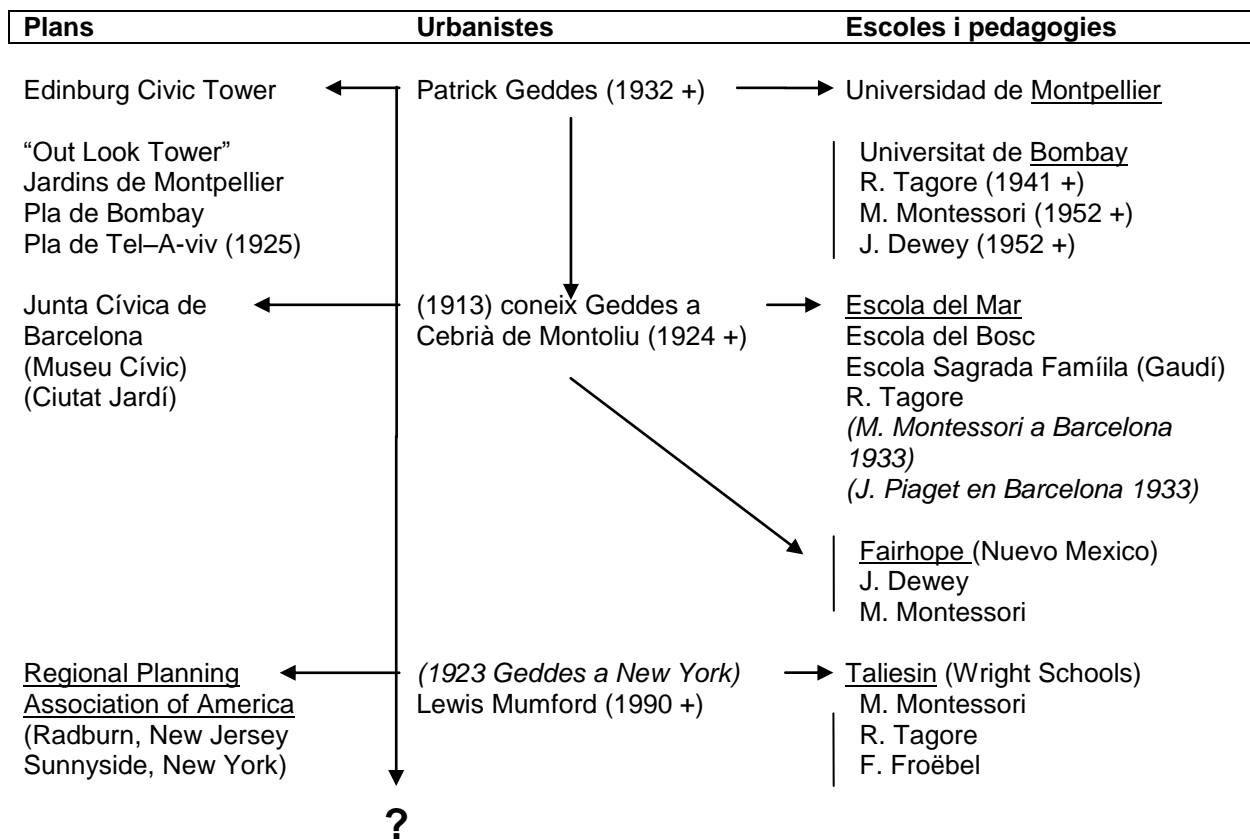 Plans Urbanistes Escoles i pedagogies
Edinburg Civic Tower Patrick Geddes (1932 +) Universidad de Montpellier
“Out Look Tower” Universitat de Bombay
Jardins de Montpellier R. Tagore (1941 +)
Pla de Bombay M. Montessori (1952 +)
Pla de Tel–A-viv (1925) J. Dewey (1952 +)
Junta Cívica de (1913) coneix Geddes a Escola del Mar
Barcelona Cebrià de Montoliu (1924 +) Escola del Bosc
(Museu Cívic) Escola Sagrada Famíila (Gaudí)
(Ciutat Jardí) R. Tagore
(M. Montessori a Barcelona
1933)
(J. Piaget en Barcelona 1933)
Fairhope (Nuevo Mexico)
J. Dewey
M. Montessori
Regional Planning (1923 Geddes a New York) Taliesin (Wright Schools)
Association of America Lewis Mumford (1990 +) M. Montessori
(Radburn, New Jersey R. Tagore
Sunnyside, New York) F. Froëbel
?